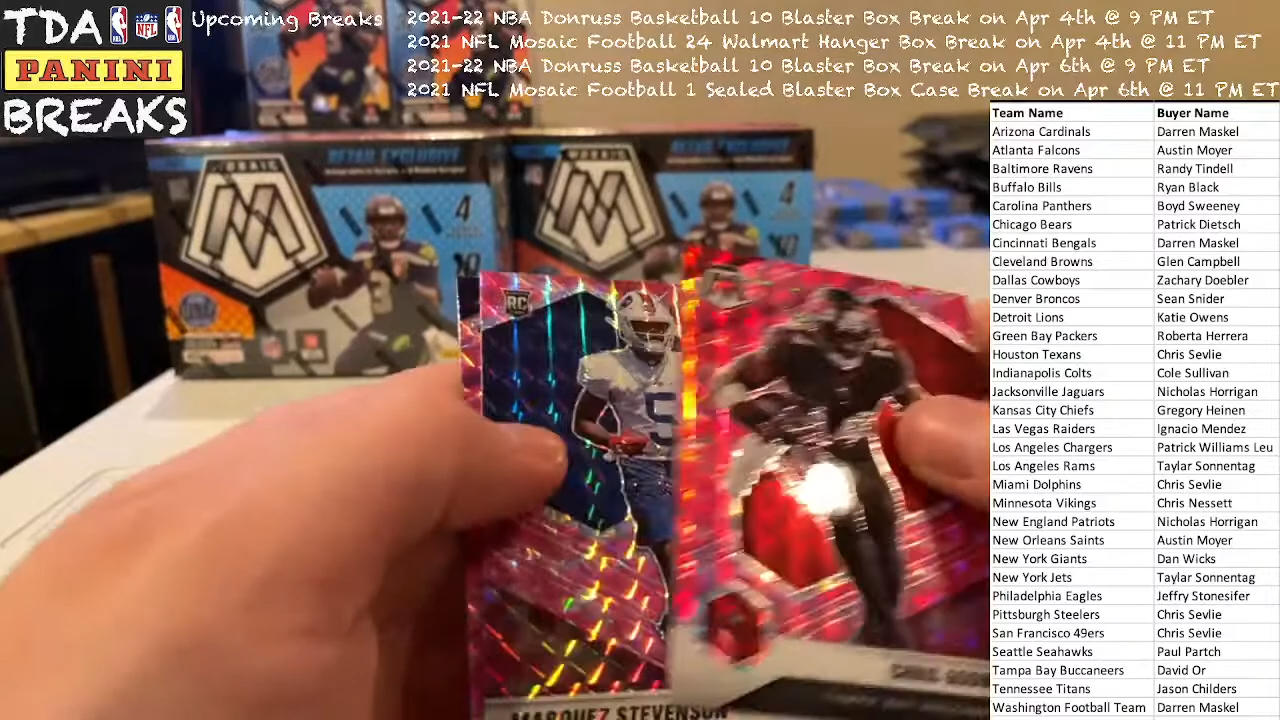 TDA
PANINI
BREAKS
Upcoming Breaks
2021-22 NBA Donruss Basketball 10 Blaster Box Break on Apr 4th @ 9 PM ET
2021 NFL Mosaic Football 24 Walmart Hanger Box Break on Apr 4th @ 11 PM ET
2021-22 NBA Donruss Basketball 10 Blaster Box Break on Apr 6th @ 9 PM ET
2021 NFL Mosaic Football 1 Sealed Blaster Box Case Break on Apr 6th @ 11 PM ET
Team Name Buyer Name
Arizona Cardinals Darren Maskel
Atlanta Falcons Austin Moyer
Baltimore Ravens Randy Tindell
Buffalo Bills Ryan Black
Carolina Panthers Boyd Sweeney
Chicago Bears Patrick Dietsch
Cincinnati Bengals Darren Maskel
Cleveland Browns Glen Campbell
Dallas Cowboys Zachary Doebler
Denver Broncos Sean Snider
Detroit Lions Katie Owens
Green Bay Packers Roberta Herrera
Houston Texans Chris Sevlie
Indianapolis Colts Cole Sullivan
Jacksonville Jaguars Nicholas Horrigan
Kansas City Chiefs Gregory Heinen
Las Vegas Raiders Ignacio Mendez
Los Angeles Chargers Patrick Williams Leu
Los Angeles Rams Taylar Sonnentag
Miami Dolphins Chris Sevlie
Minnesota Vikings Chris Nessett
New England Patriots Nicholas Horrigan
New Orleans Saints Austin Moyer
New York Giants Dan Wicks
New York Jets Taylar Sonnentag
Philadelphia Eagles Jeffry Stonesifer
Pittsburgh Steelers Chris Sevlie
San Francisco 49ers Chris Sevlie
Seattle Seahawks Paul Partch
Tampa Bay Buccaneers David Or
Tennessee Titans Jason Childers
Washington Football Team Darren Maskel
MOSAIC
RETAIL EXCLUSIVE
4
MOSAIC
RETAIL EXCLUSIVE
4
RC
5
MARQUEZ STEVENSON
CHRIS